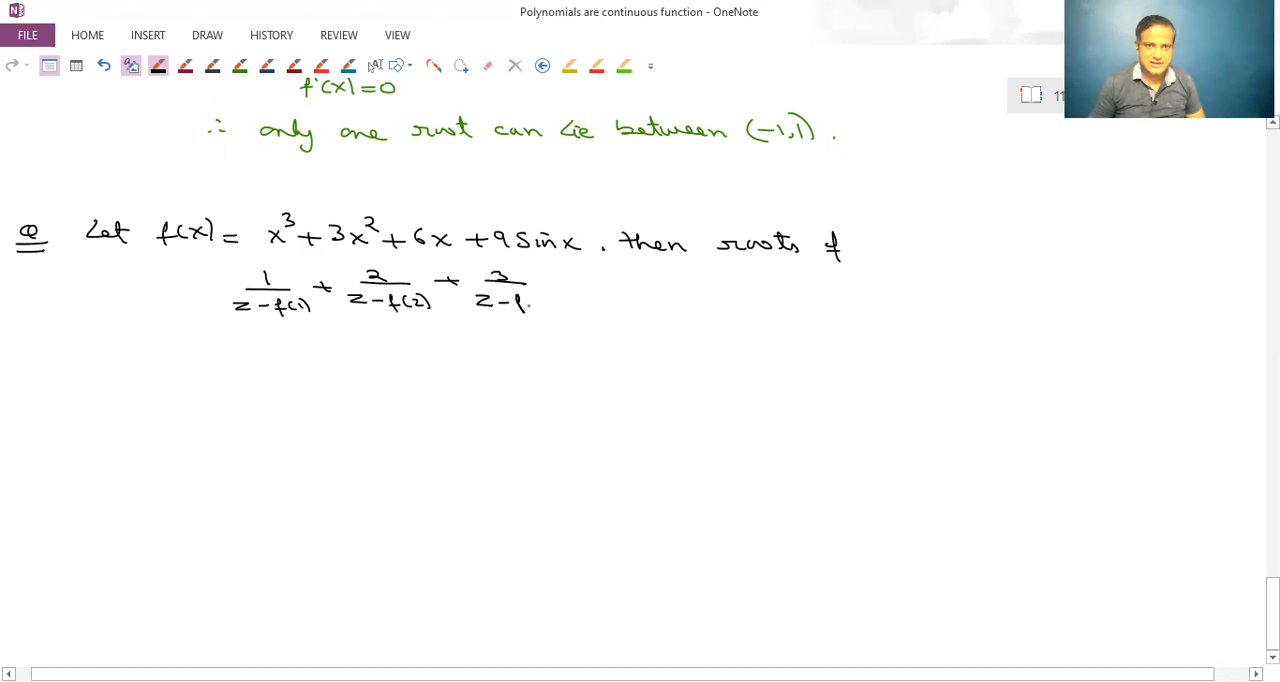 Polynomials are continuous function - OneNote
FILE HOME INSERT DRAW HISTORY REVIEW VIEW
f'(x) = 0
∴ only one root can lie between (-1,1).
11
Q Let f(x) = x³ + 3x² + 6x + 9 sin x. then roots of
1/(z-f(1)) + 2/(z-f(2)) + 3/(z-f